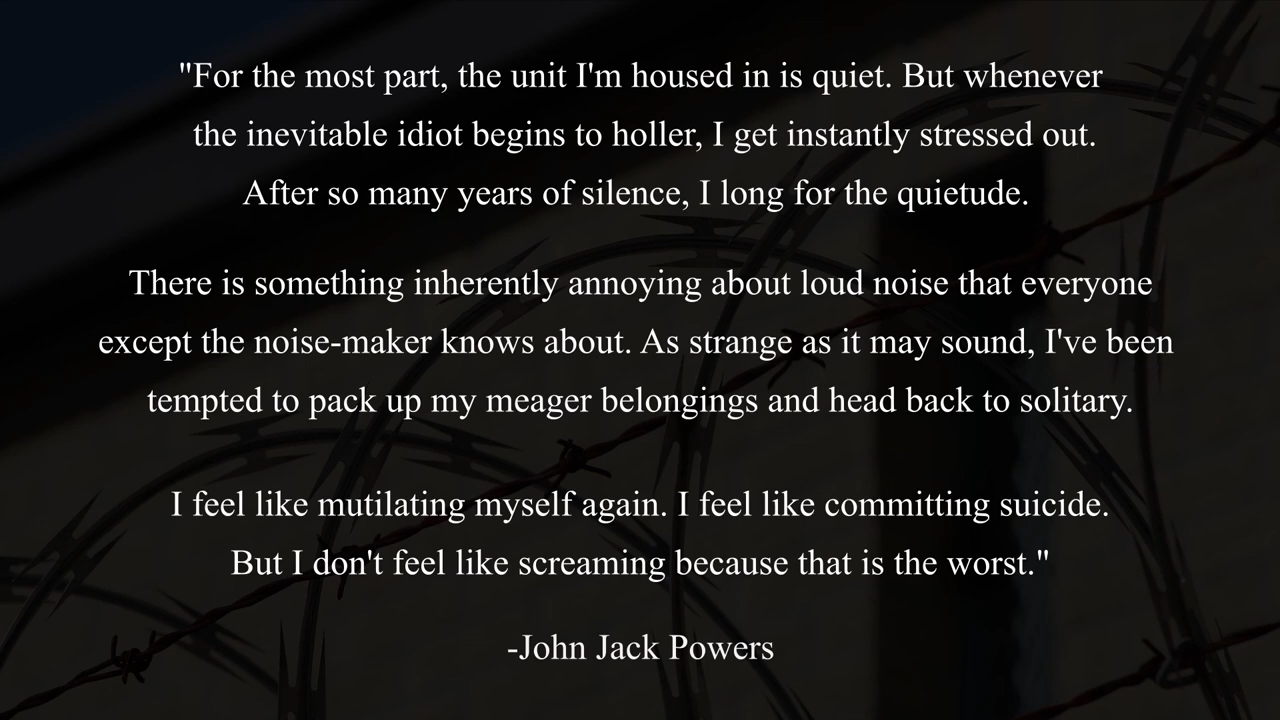 "For the most part, the unit I'm housed in is quiet. But whenever
the inevitable idiot begins to holler, I get instantly stressed out.
After so many years of silence, I long for the quietude.
There is something inherently annoying about loud noise that everyone
except the noise-maker knows about. As strange as it may sound, I've been
tempted to pack up my meager belongings and head back to solitary.
I feel like mutilating myself again. I feel like committing suicide.
But I don't feel like screaming because that is the worst."
-John Jack Powers